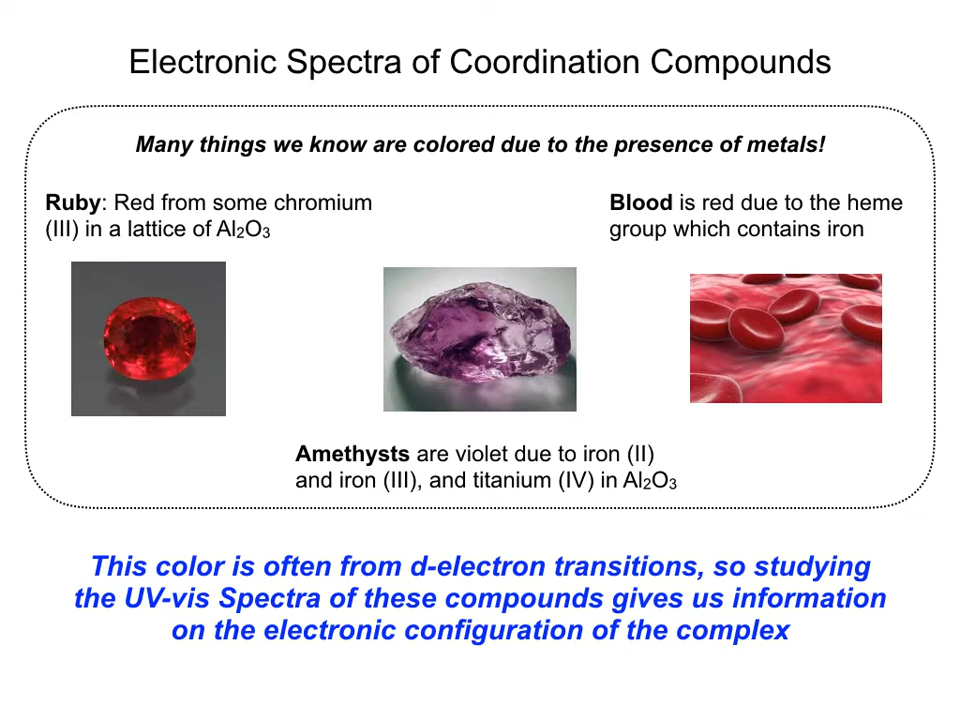 Electronic Spectra of Coordination Compounds
Many things we know are colored due to the presence of metals!
Ruby: Red from some chromium
(III) in a lattice of Al₂O₃
Blood is red due to the heme
group which contains iron
Amethysts are violet due to iron (II)
and iron (III), and titanium (IV) in Al₂O₃
This color is often from d-electron transitions, so studying
the UV-vis Spectra of these compounds gives us information
on the electronic configuration of the complex